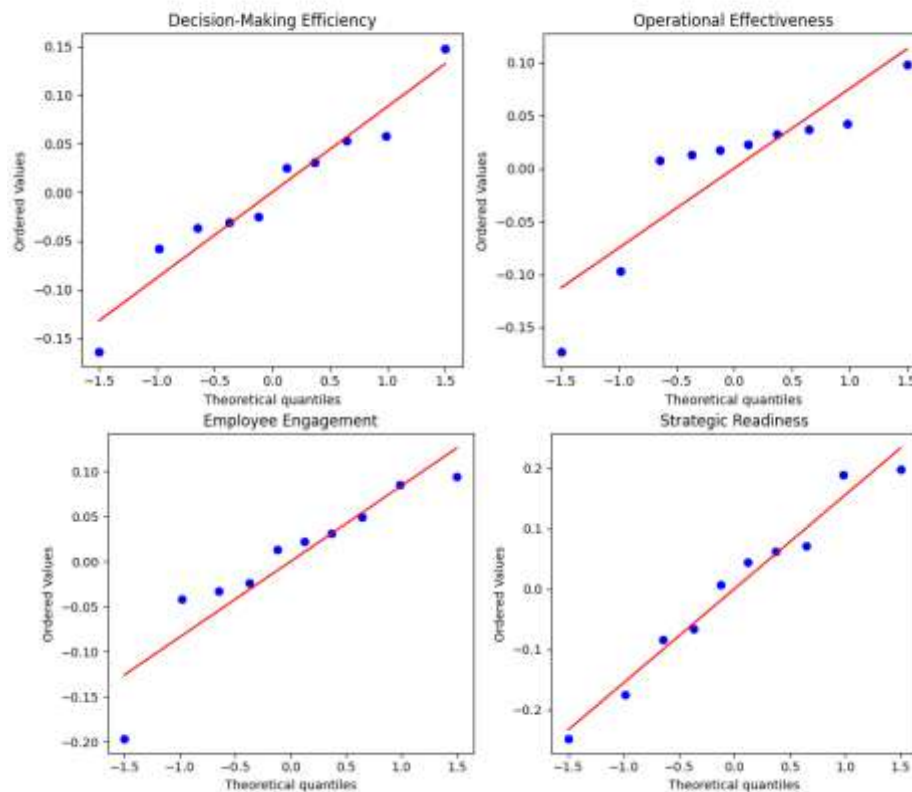 Decision-Making Efficiency
0.15
0.10
0.05
0.00
−0.05
−0.10
−0.15
Ordered Values
−1.5 −1.0 −0.5 0.0 0.5 1.0 1.5
Theoretical quantiles
Operational Effectiveness
0.10
0.05
0.00
−0.05
−0.10
−0.15
Ordered Values
−1.5 −1.0 −0.5 0.0 0.5 1.0 1.5
Theoretical quantiles
Employee Engagement
0.10
0.05
0.00
−0.05
−0.10
−0.15
−0.20
Ordered Values
−1.5 −1.0 −0.5 0.0 0.5 1.0 1.5
Theoretical quantiles
Strategic Readiness
0.2
0.1
0.0
−0.1
−0.2
Ordered Values
−1.5 −1.0 −0.5 0.0 0.5 1.0 1.5
Theoretical quantiles